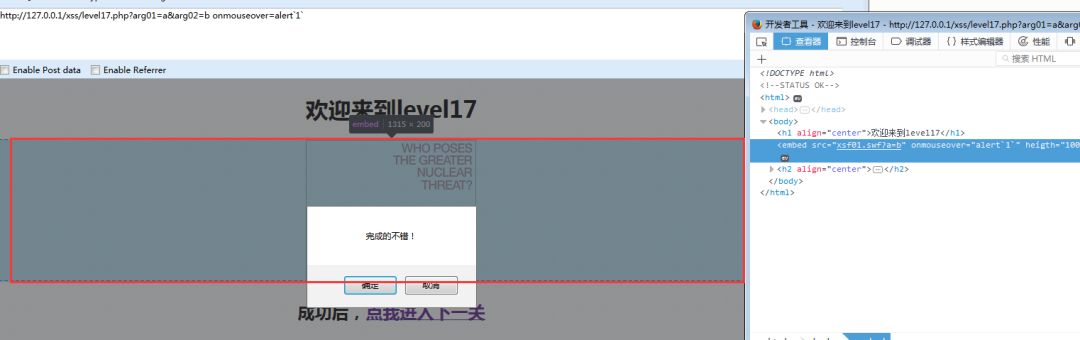 http://127.0.0.1/xss/level17.php?arg01=a&arg02=b onmouseover=alert`1`
Enable Post data
Enable Referrer
欢迎来到level17
embed | 1315 × 200
WHO POSES
THE GREATER
NUCLEAR
THREAT?
完成的不错！
确定
取消
成功后，点我进入下一关
开发者工具 - 欢迎来到level17 - http://127.0.0.1/xss/level17.php?arg01=a&arg0
查看器
控制台
调试器
{} 样式编辑器
性能
+
搜索 HTML
<!DOCTYPE html>
<!--STATUS OK-->
<html> ev
<head></head>
<body>
<h1 align="center">欢迎来到level17</h1>
<embed src="xsf01.swf?a=b" onmouseover="alert`1`" heigth="100
ev
<h2 align="center"></h2>
</body>
</html>